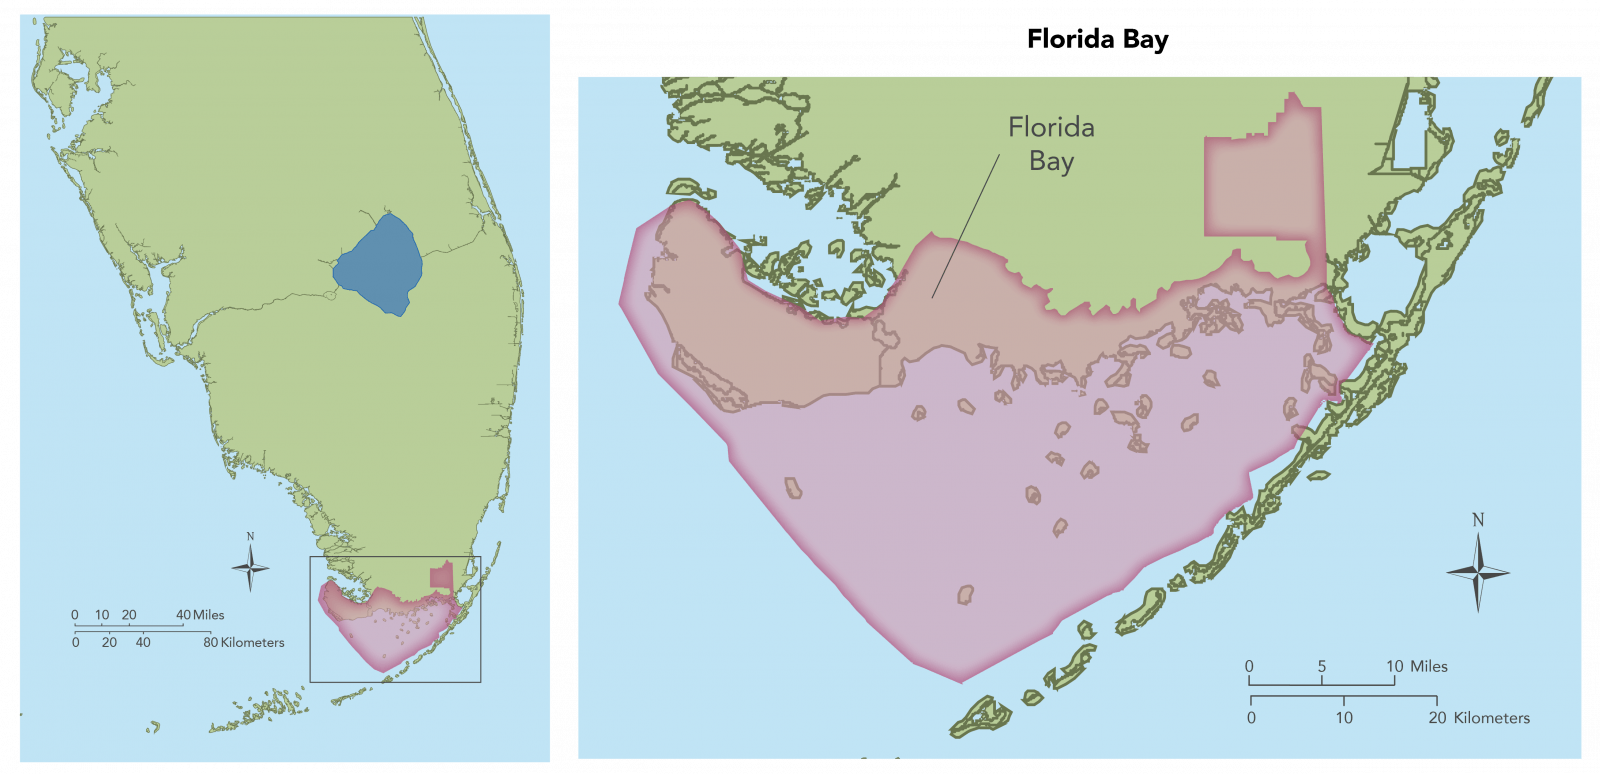 Florida Bay
Florida
Bay
N
0 10 20 40 Miles
0 20 40 80 Kilometers
N
0 5 10 Miles
0 10 20 Kilometers